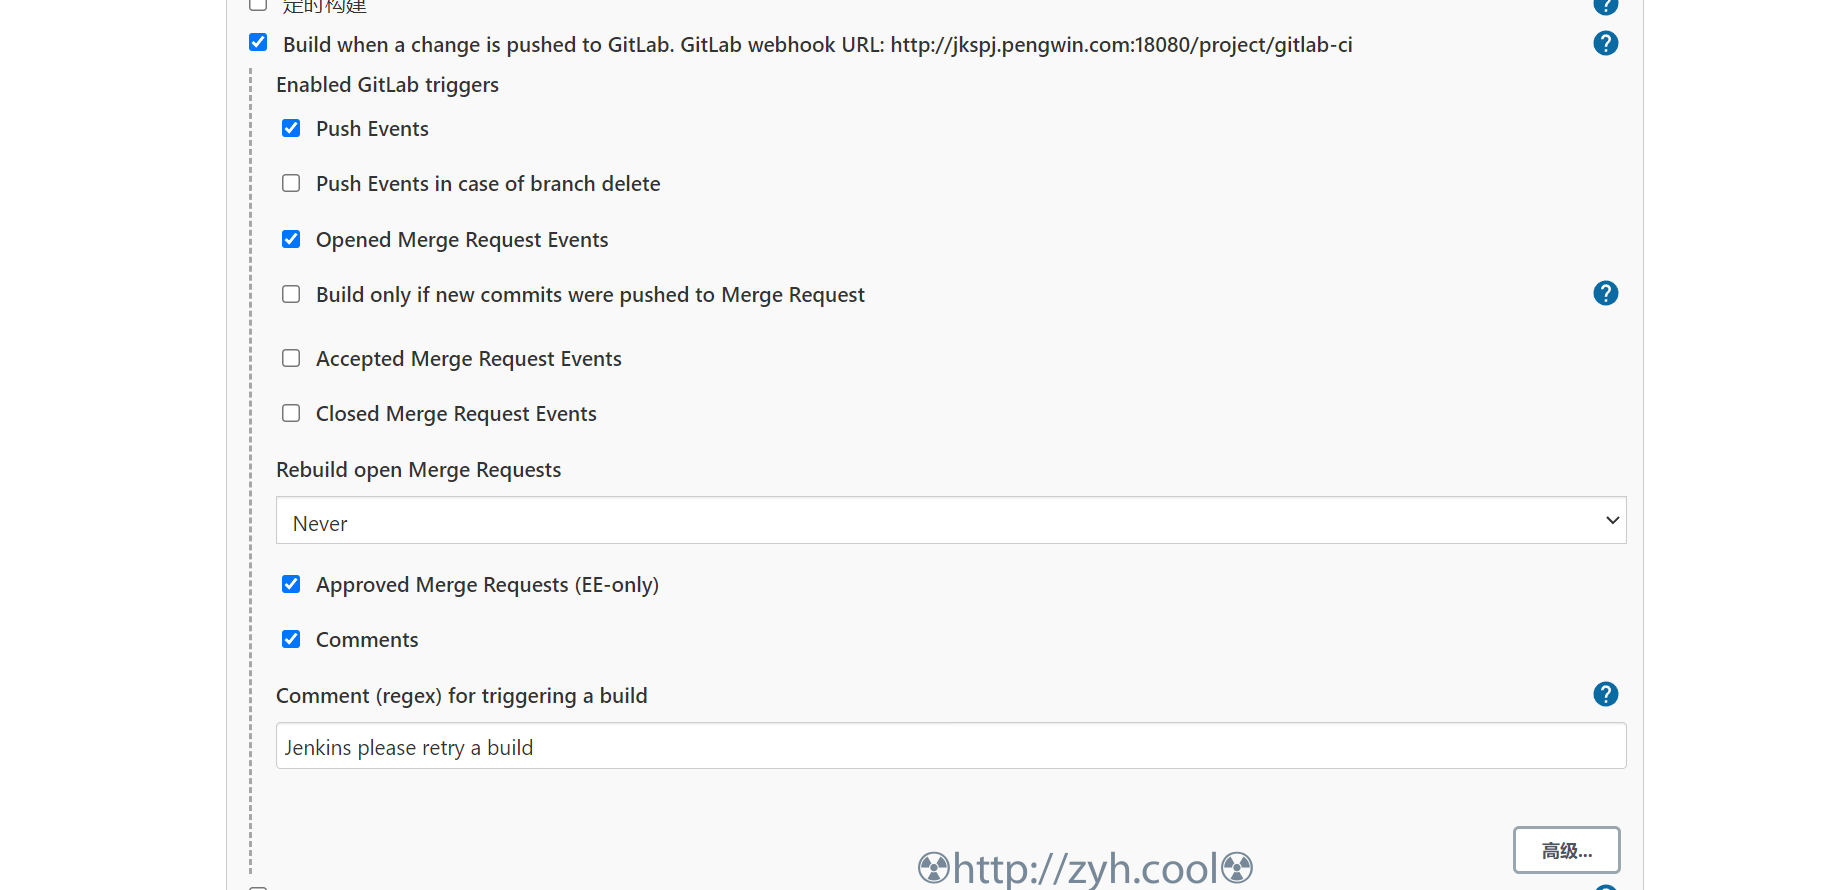 定时构建
Build when a change is pushed to GitLab. GitLab webhook URL: http://jkspj.pengwin.com:18080/project/gitlab-ci
Enabled GitLab triggers
Push Events
Push Events in case of branch delete
Opened Merge Request Events
Build only if new commits were pushed to Merge Request
Accepted Merge Request Events
Closed Merge Request Events
Rebuild open Merge Requests
Never
Approved Merge Requests (EE-only)
Comments
Comment (regex) for triggering a build
Jenkins please retry a build
高级...
☢http://zyh.cool☢